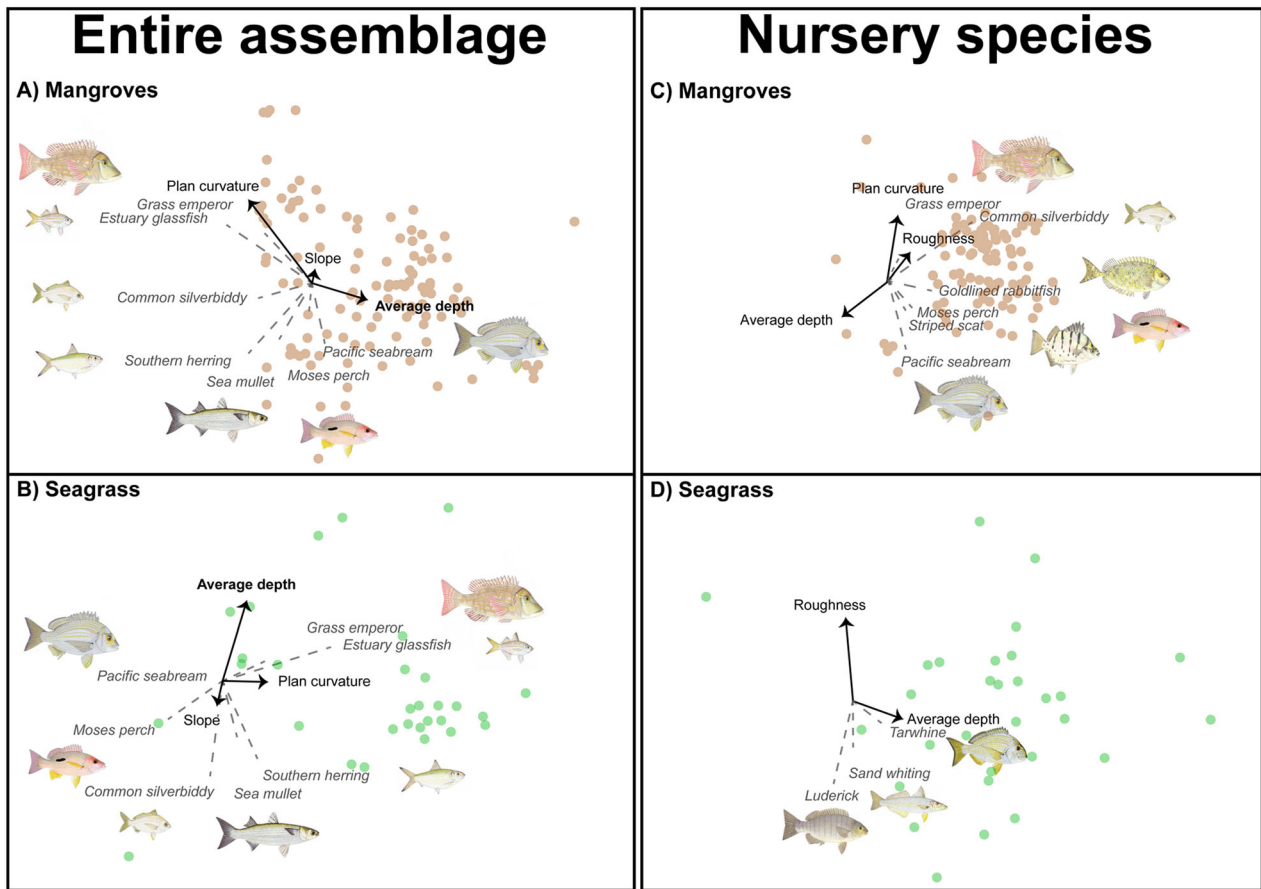 Entire assemblage
A) Mangroves
Plan curvature
Grass emperor
Estuary glassfish
Slope
Common silverbiddy
Average depth
Southern herring
Pacific seabream
Sea mullet
Moses perch
B) Seagrass
Average depth
Grass emperor
Estuary glassfish
Pacific seabream
Plan curvature
Slope
Moses perch
Southern herring
Common silverbiddy
Sea mullet
Nursery species
C) Mangroves
Plan curvature
Grass emperor
Common silverbiddy
Roughness
Goldlined rabbitfish
Moses perch
Average depth
Striped scat
Pacific seabream
D) Seagrass
Roughness
Average depth
Tarwhine
Sand whiting
Luderick